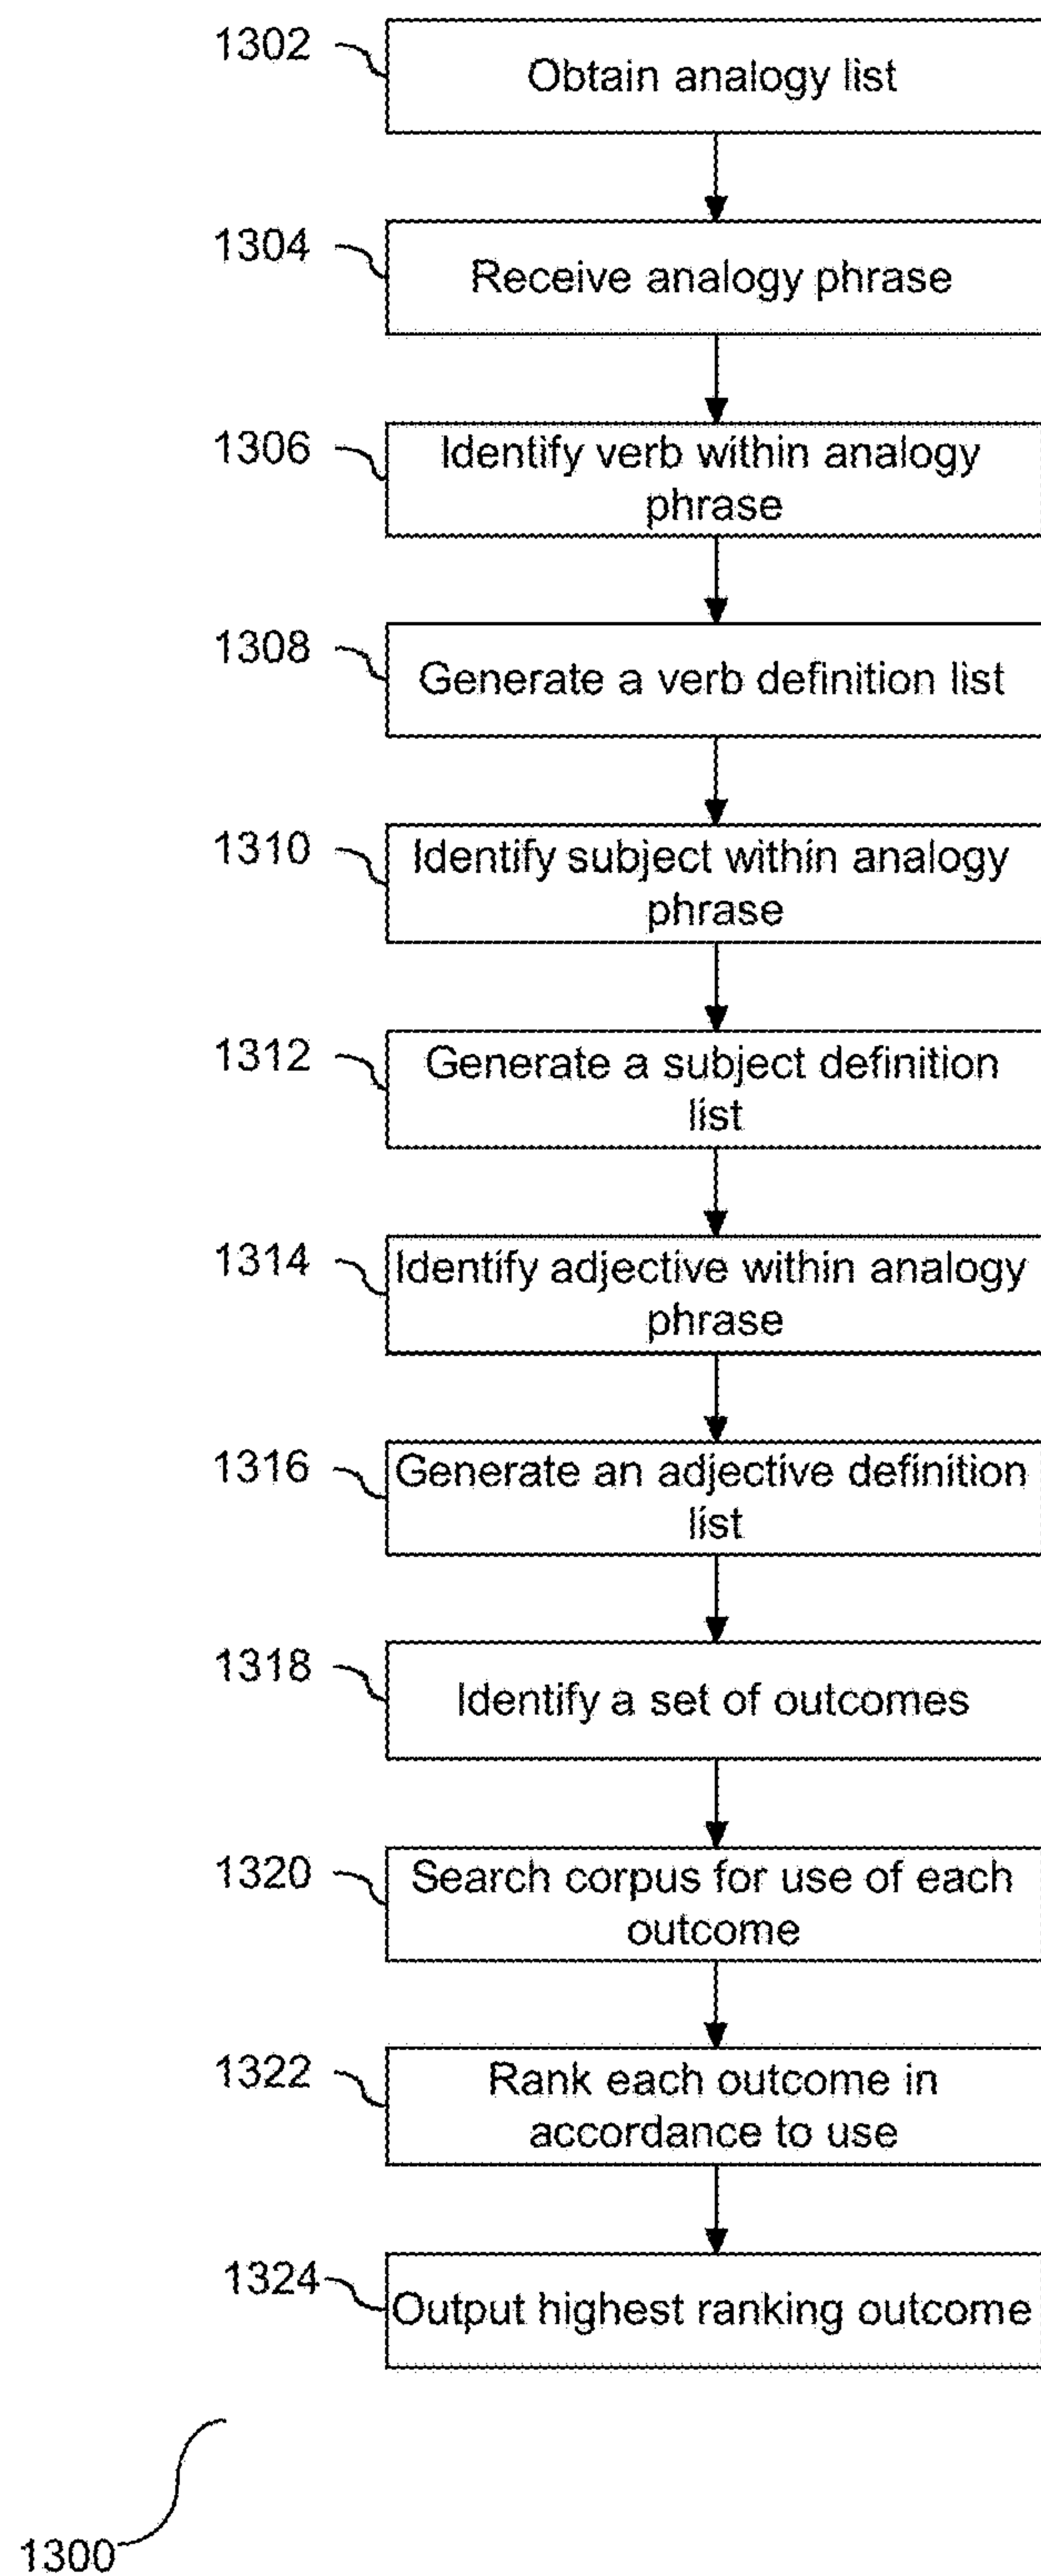 1302
Obtain analogy list
1304
Receive analogy phrase
1306
Identify verb within analogy
phrase
1308
Generate a verb definition list
1310
Identify subject within analogy
phrase
1312
Generate a subject definition
list
1314
Identify adjective within analogy
phrase
1316
Generate an adjective definition
list
1318
Identify a set of outcomes
1320
Search corpus for use of each
outcome
1322
Rank each outcome in
accordance to use
1324
Output highest ranking outcome
1300